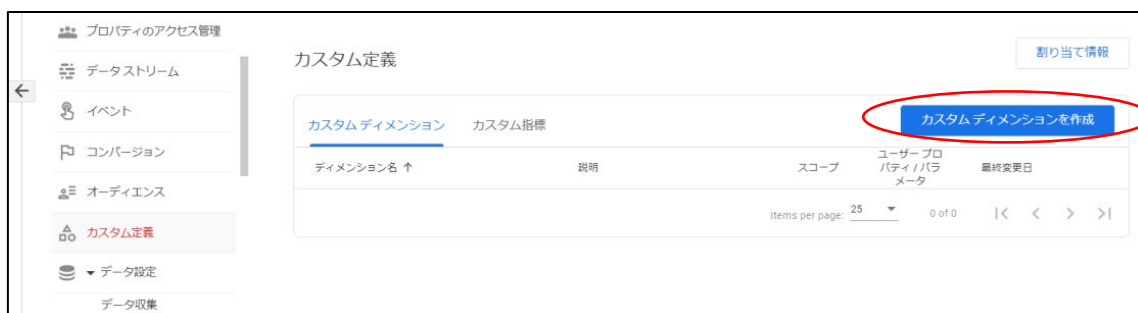 プロパティのアクセス管理
データストリーム
イベント
コンバージョン
オーディエンス
カスタム定義
データ設定
データ収集
カスタム定義
割り当て情報
カスタム ディメンション カスタム指標
カスタム ディメンションを作成
ディメンション名 説明 スコープ ユーザー プロ
パティ / パラ
メータ 最終変更日
Items per page: 25 0 of 0